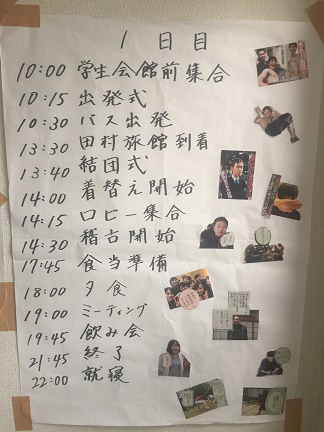 1日目
10:00 学生会館前集合
10:15 出発式
10:30 バス出発
13:30 田村旅館到着
13:40 結団式
14:00 着替え開始
14:15 ロビー集合
14:30 稽古開始
17:45 食当準備
18:00 夕食
19:00 ミーティング
19:45 飲み会
21:45 終了
22:00 就寝